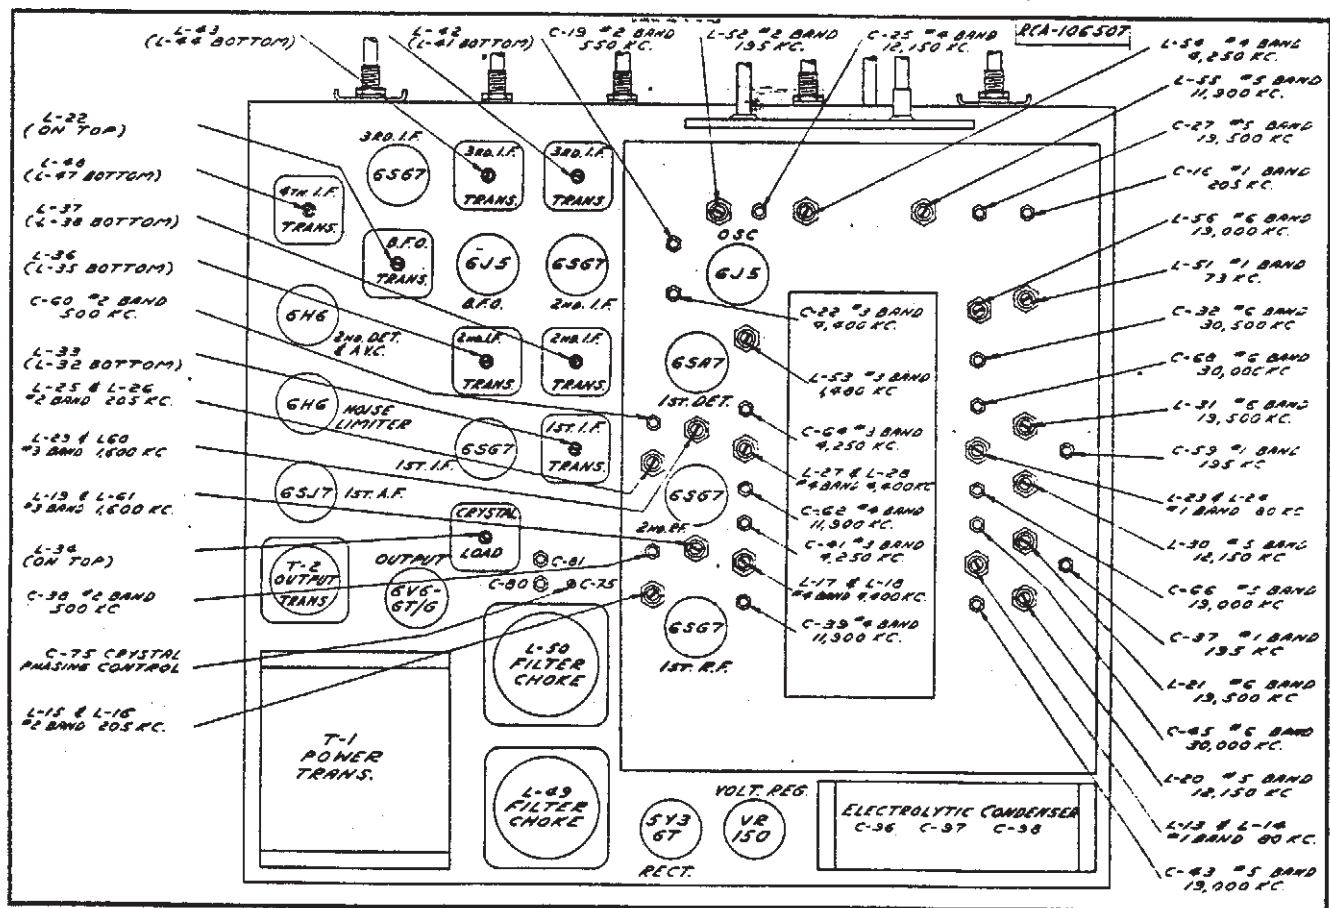 L-43
(L-44 BOTTOM)
L-42
(L-41 BOTTOM)
C-19 #2 BAND
550 KC.
L-52 #2 BAND
195 KC.
C-25 #4 BAND
12,150 KC.
RCA-10650T
L-54 #4 BAND
4,250 KC.
L-55 #5 BAND
11,900 KC.
C-27 #5 BAND
19,500 KC.
C-16 #1 BAND
205 KC.
L-56 #6 BAND
19,000 KC.
L-51 #1 BAND
73 KC.
C-32 #6 BAND
30,500 KC
C-68 #6 BAND
30,000 KC.
L-31 #6 BAND
19,500 KC.
C-59 #1 BAND
195 KC.
L-23 & L-24
#1 BAND 80 KC
L-30 #5 BAND
12,150 KC.
C-66 #5 BAND
19,000 KC.
C-37 #1 BAND
195 KC.
L-21 #6 BAND
19,500 KC.
C-45 #6 BAND
30,000 KC.
L-20 #5 BAND
12,150 KC
L-13 & L-14
#1 BAND 80 KC.
C-43 #5 BAND
19,000 KC.
L-22
(ON TOP)
L-48
(L-47 BOTTOM)
L-37
(L-38 BOTTOM)
L-36
(L-35 BOTTOM)
C-60 #2 BAND
500 KC.
L-33
(L-32 BOTTOM)
L-25 & L-26
#2 BAND 205 KC.
L-29 & L60
#3 BAND 1,600 KC
L-19 & L-61
#3 BAND 1,600 KC.
L-34
(ON TOP)
C-38 #2 BAND
500 KC
C-75 CRYSTAL
PHASING CONTROL
L-15 & L-16
#2 BAND 205 KC.
3RD. I.F.
6SG7
3RD. I.F.
TRANS.
3RD. I.F.
TRANS.
4TH. I.F.
TRANS.
B.F.O.
TRANS.
6J5
B.F.O.
6SG7
2ND. I.F.
6H6
2ND. DET.
& A.V.C.
2ND. I.F.
TRANS.
2ND. I.F.
TRANS.
6H6
NOISE
LIMITER
6SG7
1ST. I.F.
1ST. I.F.
TRANS.
6SJ7
1ST. A.F.
CRYSTAL
LOAD
T-2
OUTPUT
TRANS.
OUTPUT
6V6-
GT/G
C-81
C-80
C-75
L-50
FILTER
CHOKE
T-1
POWER
TRANS.
L-49
FILTER
CHOKE
OSC
6J5
C-22 #3 BAND
4,400 KC.
6SA7
1ST. DET.
L-53 #3 BAND
1,480 KC.
C-64 #3 BAND
4,250 KC.
L-27 & L-28
#4 BAND 4,400 KC
6SG7
2ND. R.F.
C-62 #4 BAND
11,900 KC.
C-41 #3 BAND
4,250 KC.
L-17 & L-18
#4 BAND 4,400 KC.
C-39 #4 BAND
11,900 KC.
6SG7
1ST. R.F.
5Y3
GT
RECT.
VOLT. REG.
VR
150
ELECTROLYTIC CONDENSER
C-96 C-97 C-98